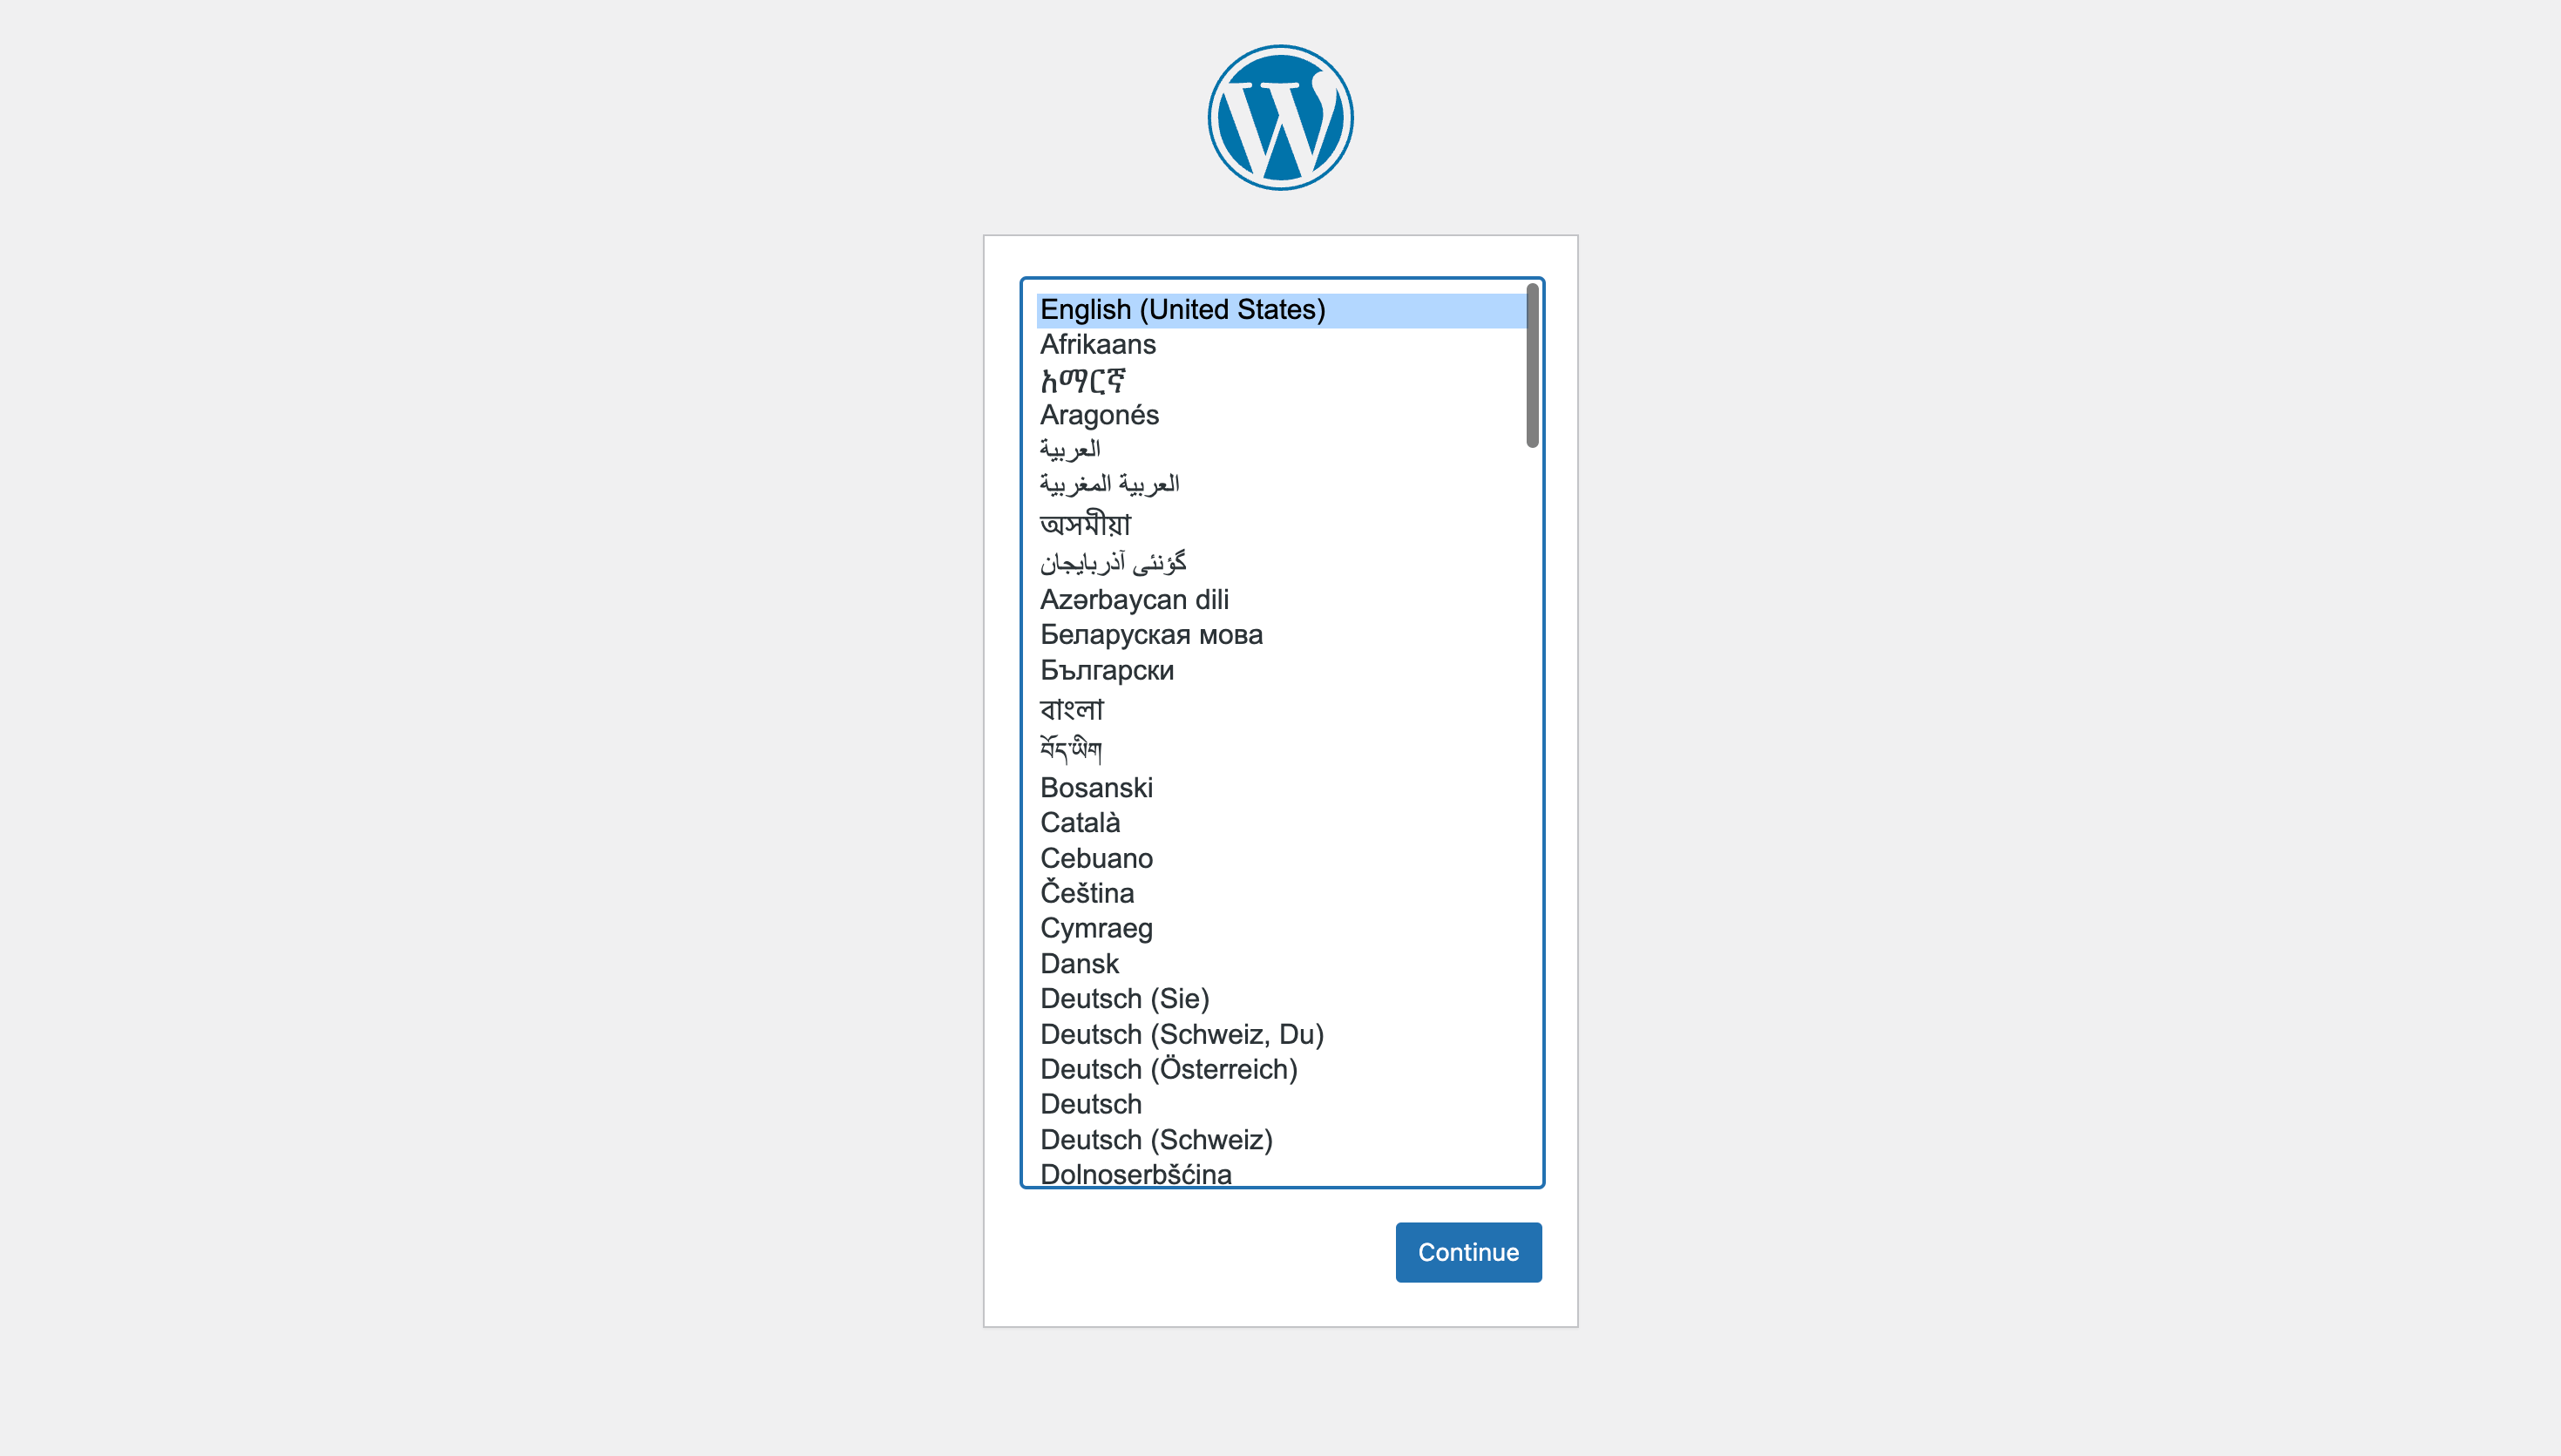 English (United States)
Afrikaans
አማርኛ
Aragonés
العربية
العربية المغربية
অসমীয়া
گؤنئی آذربایجان
Azərbaycan dili
Беларуская мова
Български
বাংলা
བོད་ཡིག
Bosanski
Català
Cebuano
Čeština
Cymraeg
Dansk
Deutsch (Sie)
Deutsch (Schweiz, Du)
Deutsch (Österreich)
Deutsch
Deutsch (Schweiz)
Dolnoserbšćina
Continue